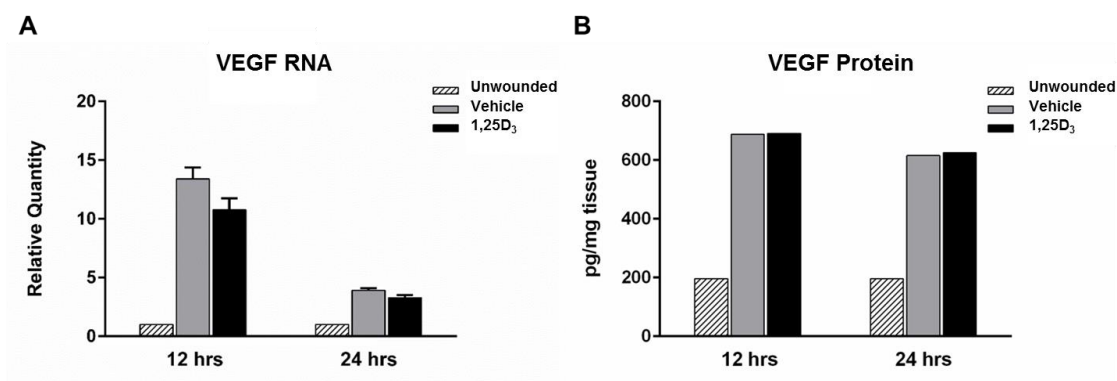 A
VEGF RNA
Unwounded
Vehicle
1,25D₃
Relative Quantity
20
15
10
5
0
12 hrs
24 hrs
B
VEGF Protein
Unwounded
Vehicle
1,25D₃
pg/mg tissue
800
600
400
200
0
12 hrs
24 hrs